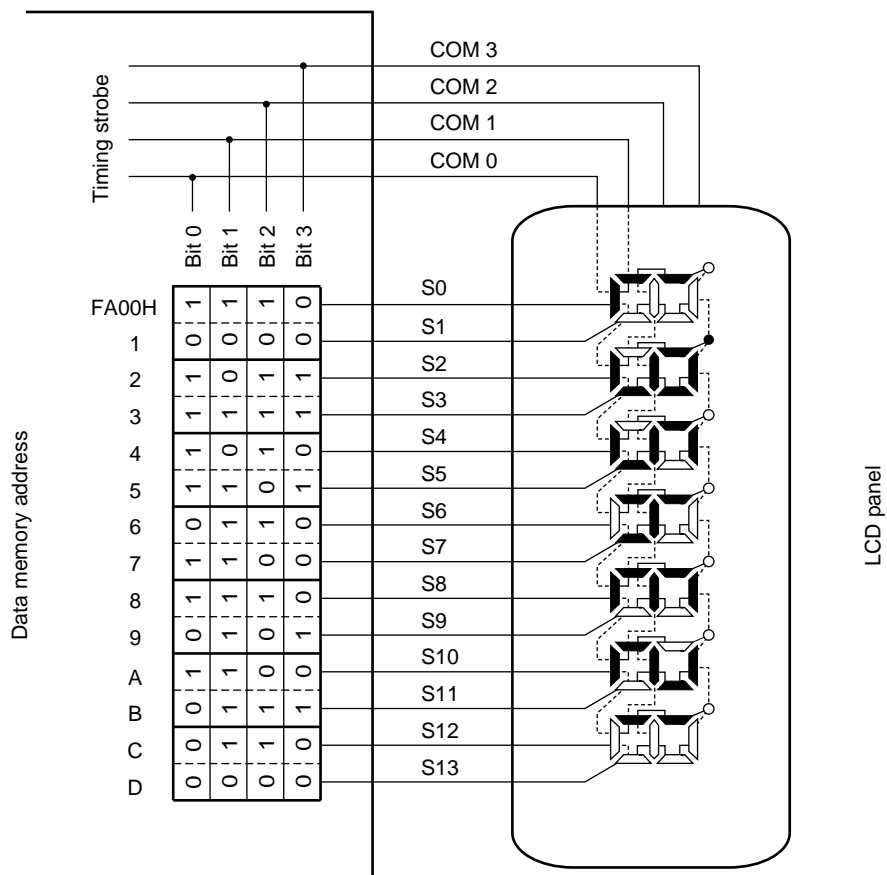 COM 3
COM 2
COM 1
COM 0
Timing strobe
Bit 0
Bit 1
Bit 2
Bit 3
FA00H 1 1 1 0 S0
1 0 0 0 0 S1
2 1 0 1 1 S2
3 1 1 1 1 S3
4 1 0 1 0 S4
5 1 1 0 1 S5
6 0 1 1 0 S6
7 1 1 0 0 S7
8 1 1 1 0 S8
9 0 1 0 1 S9
A 1 1 0 0 S10
B 0 1 1 1 S11
C 0 1 1 0 S12
D 0 0 0 0 S13
Data memory address
LCD panel